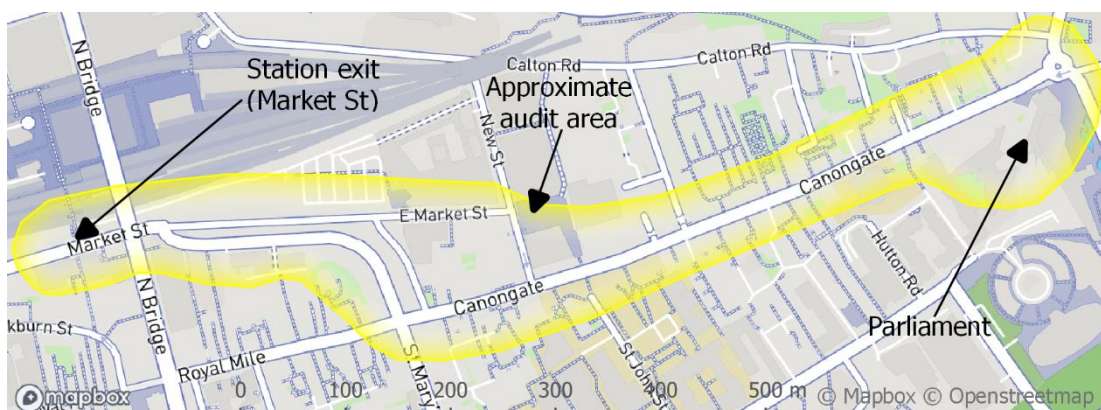 N Bridge
Station exit
(Market St)
Calton Rd
Calton Rd
Approximate
audit area
New St
Canongate
E Market St
Market St
N Bridge
Canongate
Hutton Rd
Parliament
kburn St
Royal Mile
St Mary
St John St
0 100 200 300 500 m
mapbox
© Mapbox © Openstreetmap